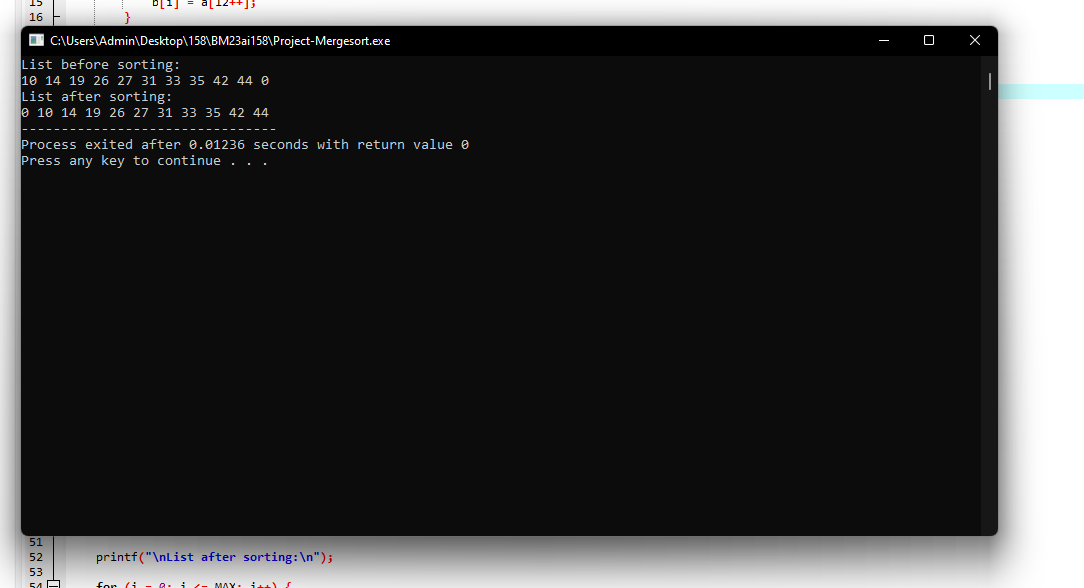 15 b[i] = a[l2++];
16 }
C:\Users\Admin\Desktop\158\BM23ai158\Project-Mergesort.exe
List before sorting:
10 14 19 26 27 31 33 35 42 44 0
List after sorting:
0 10 14 19 26 27 31 33 35 42 44
--------------------------------
Process exited after 0.01236 seconds with return value 0
Press any key to continue . . .
51
52 printf("\nList after sorting:\n");
53
54 for (i = 0; i <= MAX; i++) {